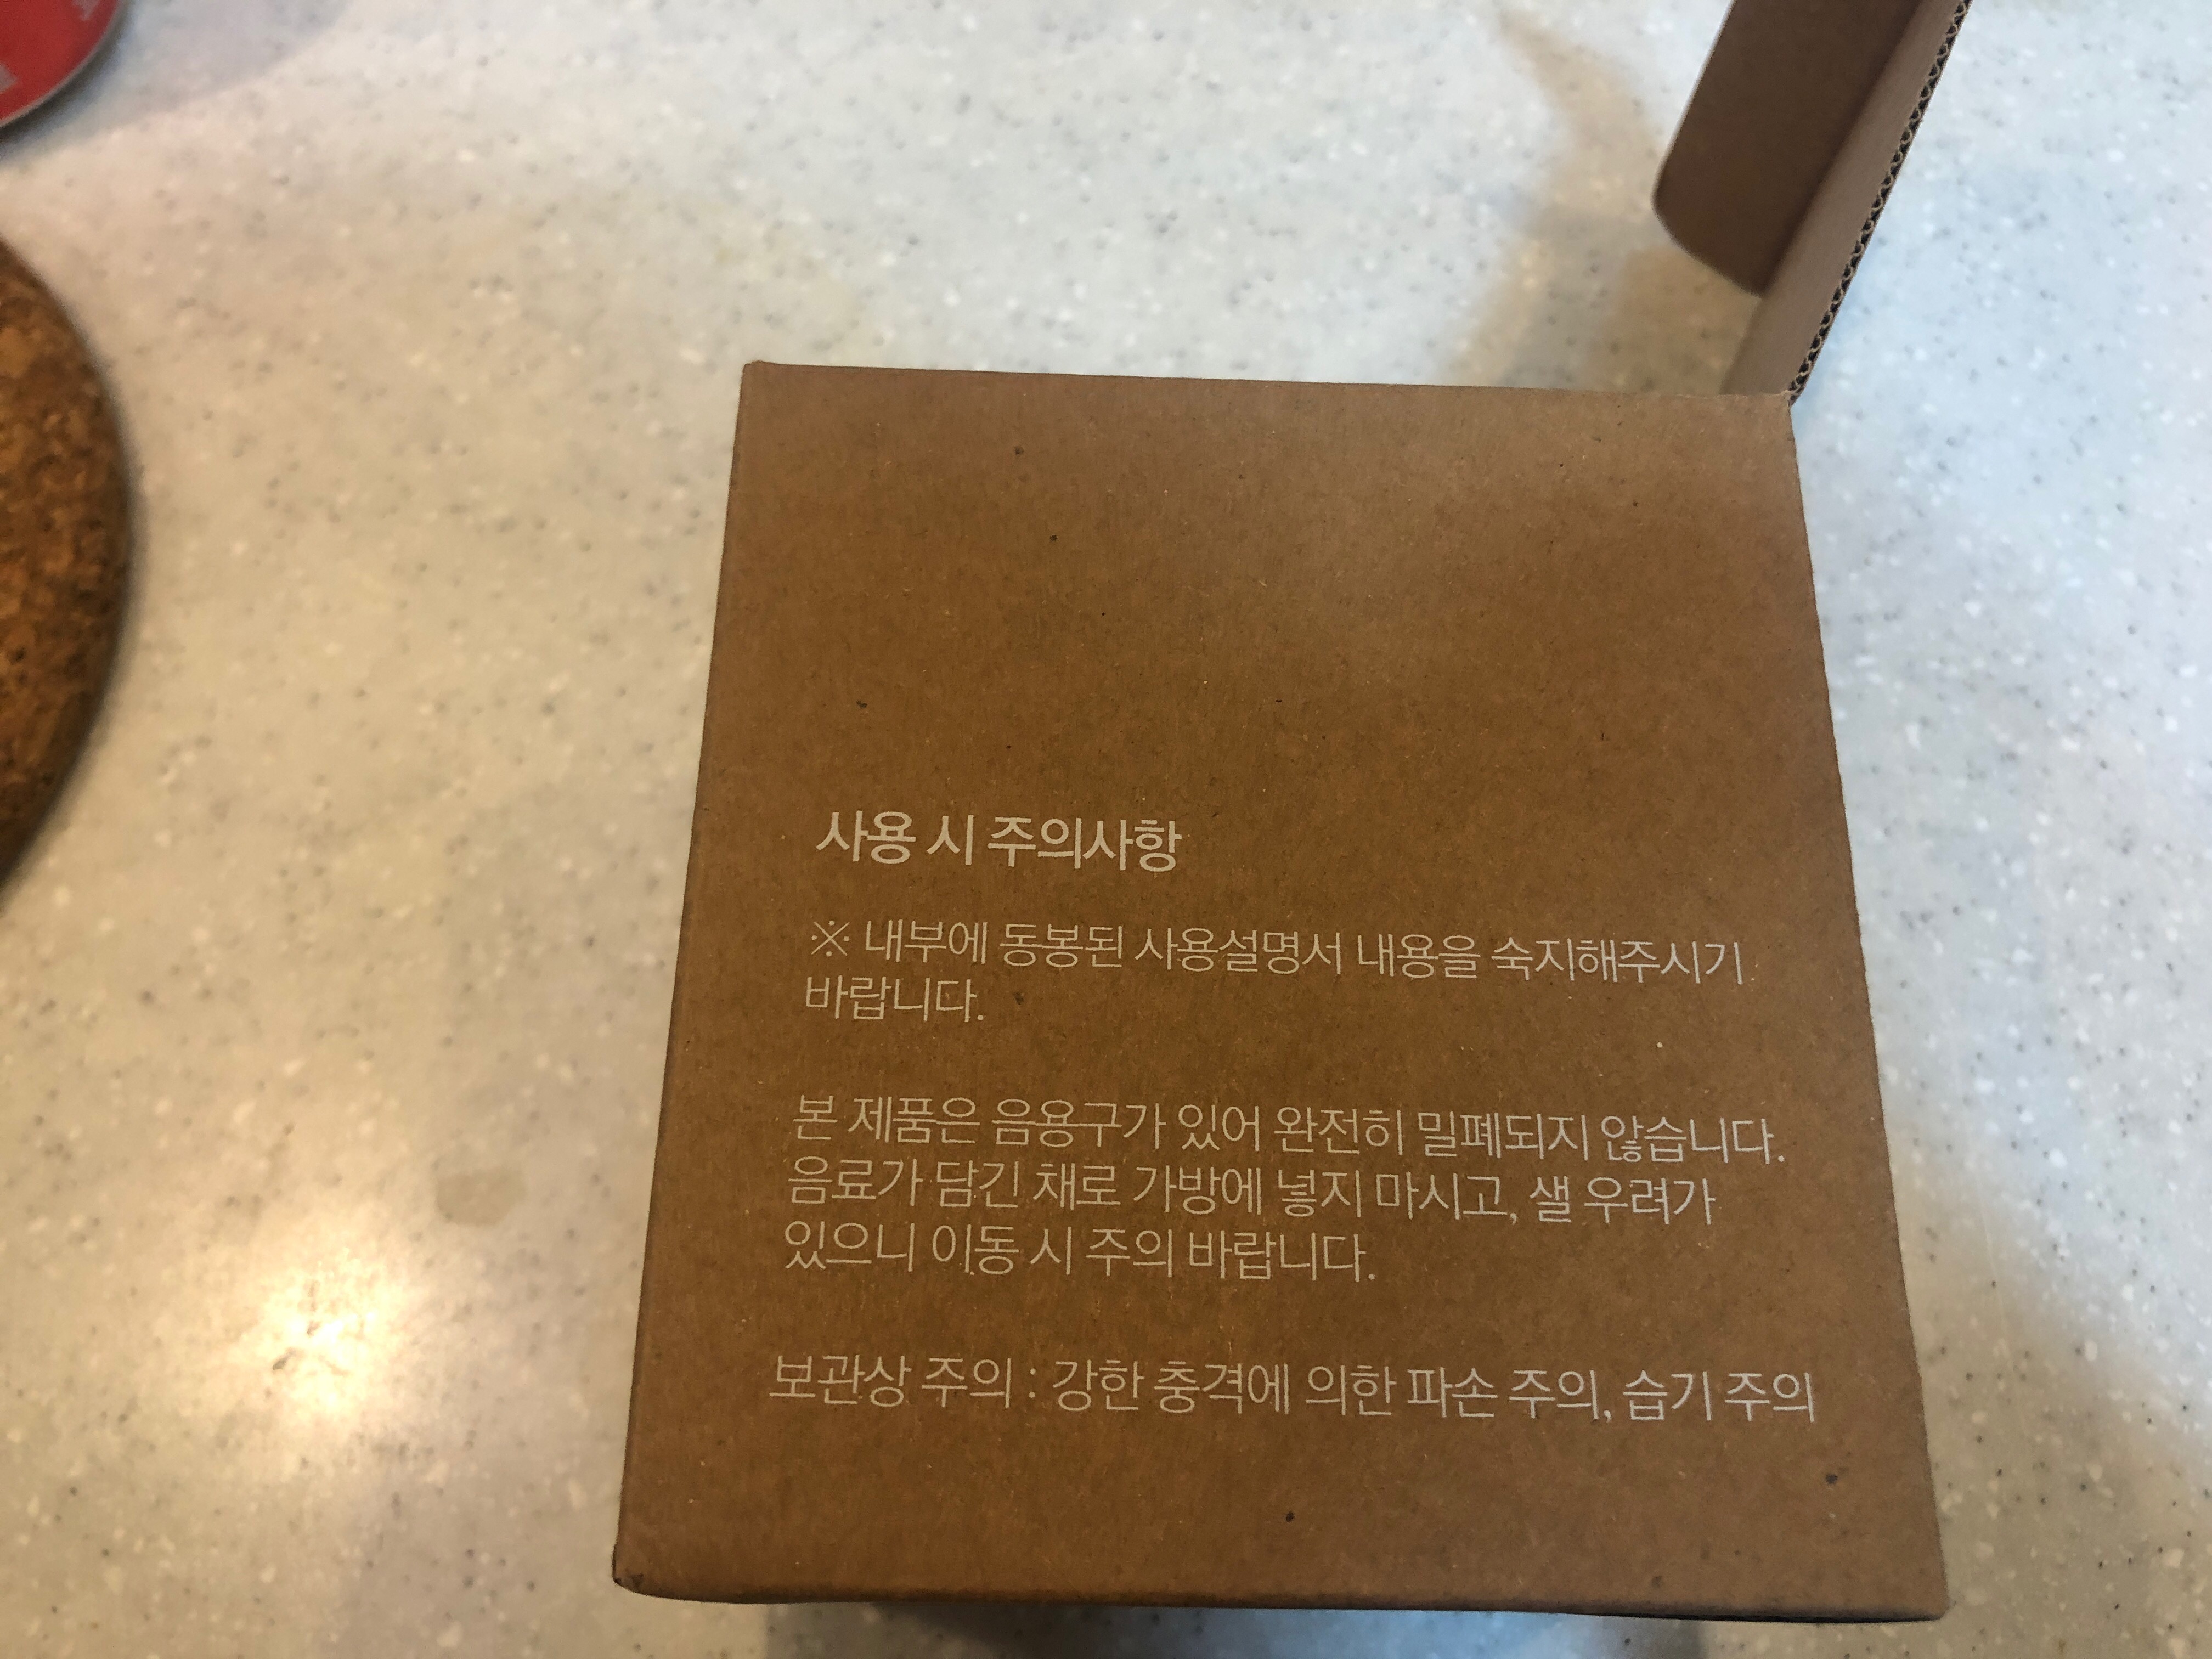 사용 시 주의사항
※ 내부에 동봉된 사용설명서 내용을 숙지해주시기
바랍니다.
본 제품은 음용구가 있어 완전히 밀폐되지 않습니다.
음료가 담긴 채로 가방에 넣지 마시고, 샐 우려가
있으니 이동 시 주의 바랍니다.
보관상 주의 : 강한 충격에 의한 파손 주의, 습기 주의